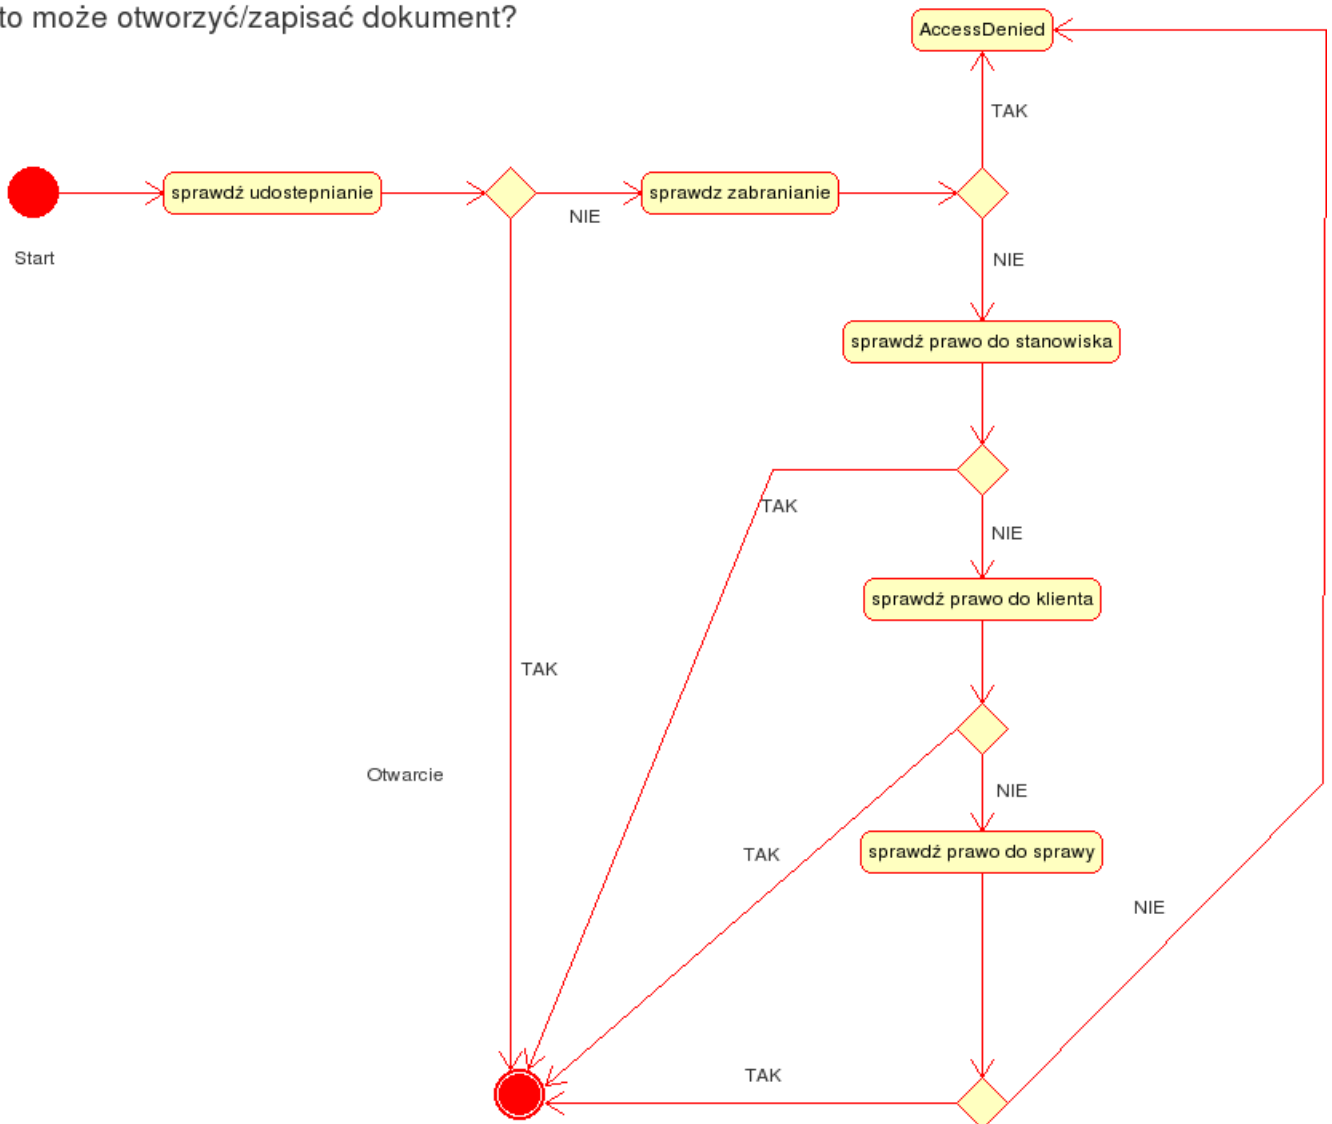 to może otworzyć/zapisać dokument?
AccessDenied
TAK
sprawdź udostepnianie
NIE
sprawdz zabranianie
Start
NIE
sprawdź prawo do stanowiska
TAK
NIE
sprawdź prawo do klienta
TAK
Otwarcie
NIE
TAK
sprawdź prawo do sprawy
NIE
TAK